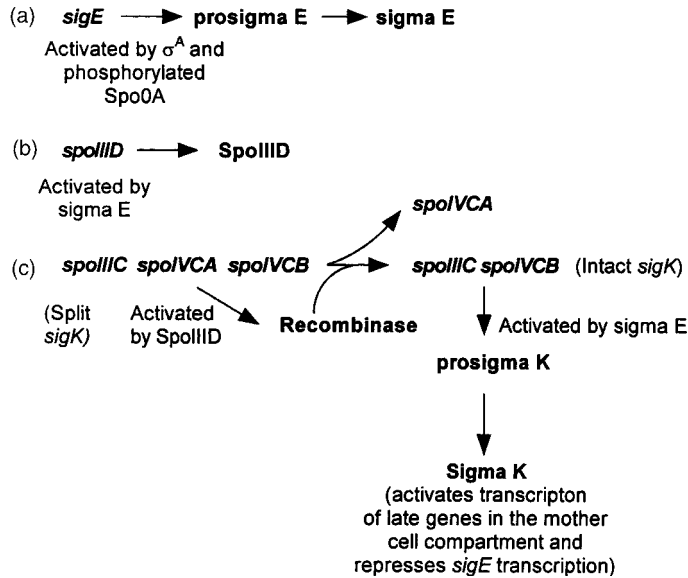 (a) sigE prosigma E sigma E
Activated by σA and
phosphorylated
Spo0A
(b) spoIIID SpoIIID
Activated by
sigma E
spoIVCA
(c) spoIIIC spoIVCA spoIVCB spoIIIC spoIVCB (Intact sigK)
(Split
sigK)
Activated
by SpoIIID
Recombinase
Activated by sigma E
prosigma K
Sigma K
(activates transcripton
of late genes in the mother
cell compartment and
represses sigE transcription)